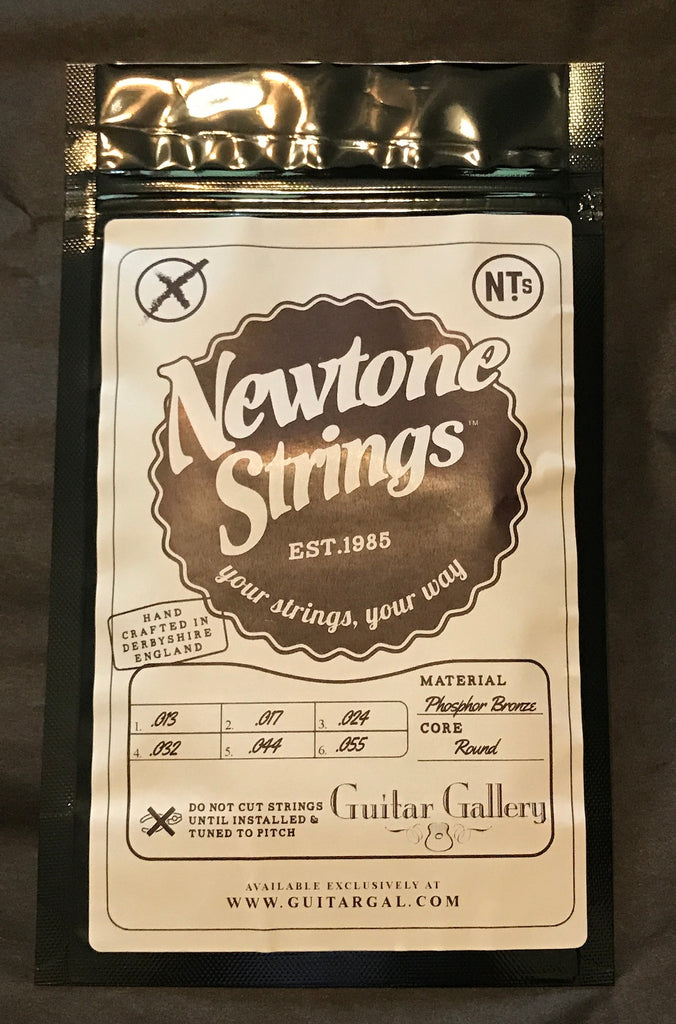 NTs
Newtone
Strings™
EST.1985
your strings, your way
HAND
CRAFTED IN
DERBYSHIRE
ENGLAND
MATERIAL
Phosphor Bronze
CORE
Round
1. .013 2. .017 3. .024
4. .032 5. .044 6. .055
DO NOT CUT STRINGS
UNTIL INSTALLED &
TUNED TO PITCH
Guitar Gallery
AVAILABLE EXCLUSIVELY AT
WWW.GUITARGAL.COM